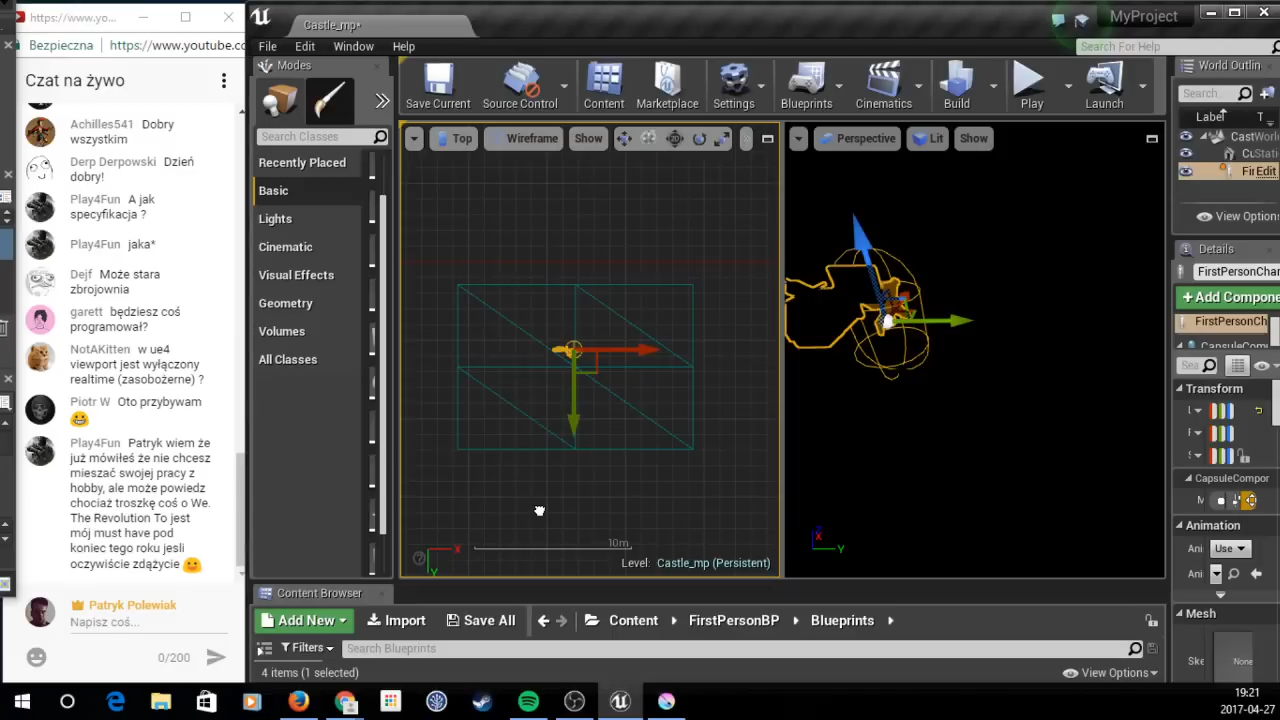 https://www.yo...
Bezpieczna
https://www.youtube.cc
Czat na żywo
Achilles541 Dobry
wszystkim
Derp Derpowski Dzień
dobry!
Play4Fun A jak
specyfikacja ?
Play4Fun jaka*
Dejf Może stara
zbrojownia
garett będziesz coś
programował?
NotAKitten w ue4
viewport jest wyłączony
realtime (zasobożerne) ?
Piotr W Oto przybywam
Play4Fun Patryk wiem że
już mówiłeś że nie chcesz
mieszać swojej pracy z
hobby, ale może powiedz
chociaż troszkę coś o We.
The Revolution To jest
mój must have pod
koniec tego roku jesli
oczywiście zdążycie
Patryk Polewiak
Napisz coś...
0/200
Castle_mp*
MyProject
File Edit Window Help
Search For Help
Modes
Search Classes
Recently Placed
Basic
Lights
Cinematic
Visual Effects
Geometry
Volumes
All Classes
Save Current
Source Control
Content
Marketplace
Settings
Blueprints
Cinematics
Build
Play
Launch
Top
Wireframe
Show
X
Y
10m
Level: Castle_mp (Persistent)
Perspective
Lit
Show
Z
X
Y
World Outlin
Search...
Label
T
Edit
View Options
Details
FirstPersonChar
Add Compone
FirstPersonCh
Transform
CapsuleCompor
M
Animation
Ani
Use
Ani
Mesh
Ske
None
Content Browser
Add New
Import
Save All
Content
FirstPersonBP
Blueprints
Filters
Search Blueprints
4 items (1 selected)
View Options
19:21
2017-04-27